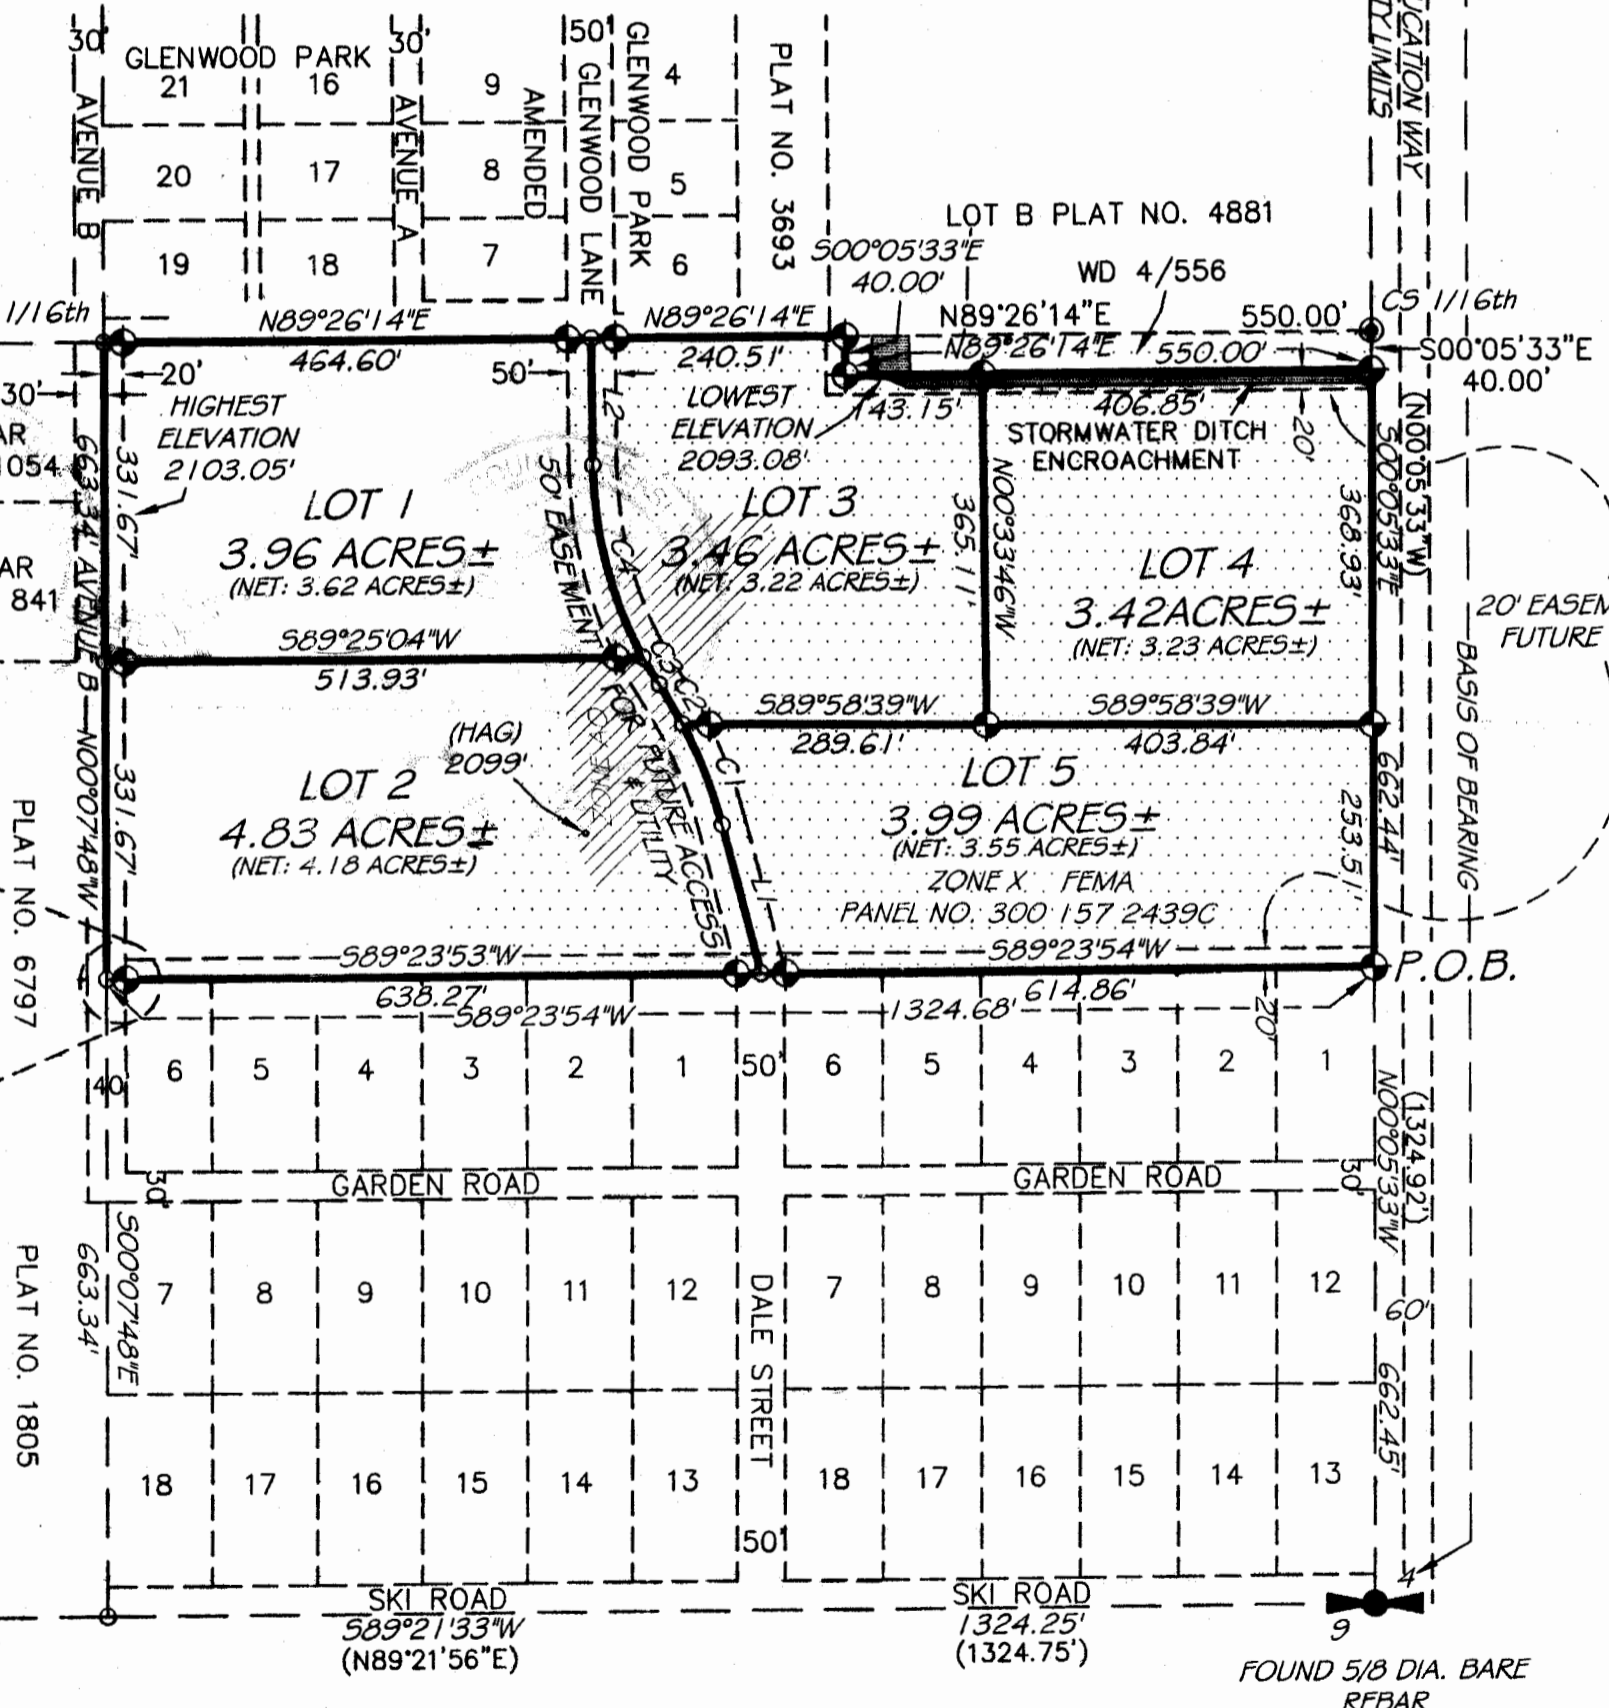 30'
GLENWOOD PARK
30'
50'
AVENUE B
AVENUE A
AMENDED
GLENWOOD LANE
GLENWOOD PARK
PLAT NO. 3693
21
16
9
4
20
17
8
5
19
18
7
6
UCATION WAY
TY LIMITS
LOT B PLAT NO. 4881
S00°05'33"E
40.00'
WD 4/556
1/16th
N89°26'14"E
464.60'
N89°26'14"E
240.51'
N89°26'14"E
550.00'
N89°26'14"E
550.00'
CS 1/16th
S00°05'33"E
40.00'
20'
50'
30'
L2
143.15'
406.85'
20'
HIGHEST
ELEVATION
2103.05'
LOWEST
ELEVATION
2093.08'
STORMWATER DITCH
ENCROACHMENT
AR
1054
AR
841
663.34' AVENUE B N00°07'48"W
331.67'
331.67'
LOT 1
3.96 ACRES±
(NET: 3.62 ACRES±)
50' EASEMENT FOR FUTURE ACCESS
& UTILITY
C4
C3
C2
C1
L1
LOT 3
3.46 ACRES±
(NET: 3.22 ACRES±)
365.11'
N00°33'46"W
LOT 4
3.42ACRES±
(NET: 3.23 ACRES±)
368.93'
S00°05'33"E
(N00°05'33"W)
662.44'
253.51'
20' EASEM
FUTURE
BASIS OF BEARING
S89°25'04"W
513.93'
S89°58'39"W
289.61'
S89°58'39"W
403.84'
(HAG)
2099'
LOT 2
4.83 ACRES±
(NET: 4.18 ACRES±)
LOT 5
3.99 ACRES±
(NET: 3.55 ACRES±)
ZONE X FEMA
PANEL NO. 300 157 2439C
PLAT NO. 6797
S89°23'53"W
638.27'
S89°23'54"W
614.86'
P.O.B.
S89°23'54"W
1324.68'
20'
40'
6
5
4
3
2
1
50'
6
5
4
3
2
1
30'
GARDEN ROAD
GARDEN ROAD
30'
N00°05'33"W
(1324.92')
S00°07'48"E
663.34'
7
8
9
10
11
12
DALE STREET
7
8
9
10
11
12
60'
662.45'
PLAT NO. 1805
18
17
16
15
14
13
18
17
16
15
14
13
50'
4
SKI ROAD
S89°21'33"W
(N89°21'56"E)
SKI ROAD
1324.25'
(1324.75')
9
FOUND 5/8 DIA. BARE
REBAR